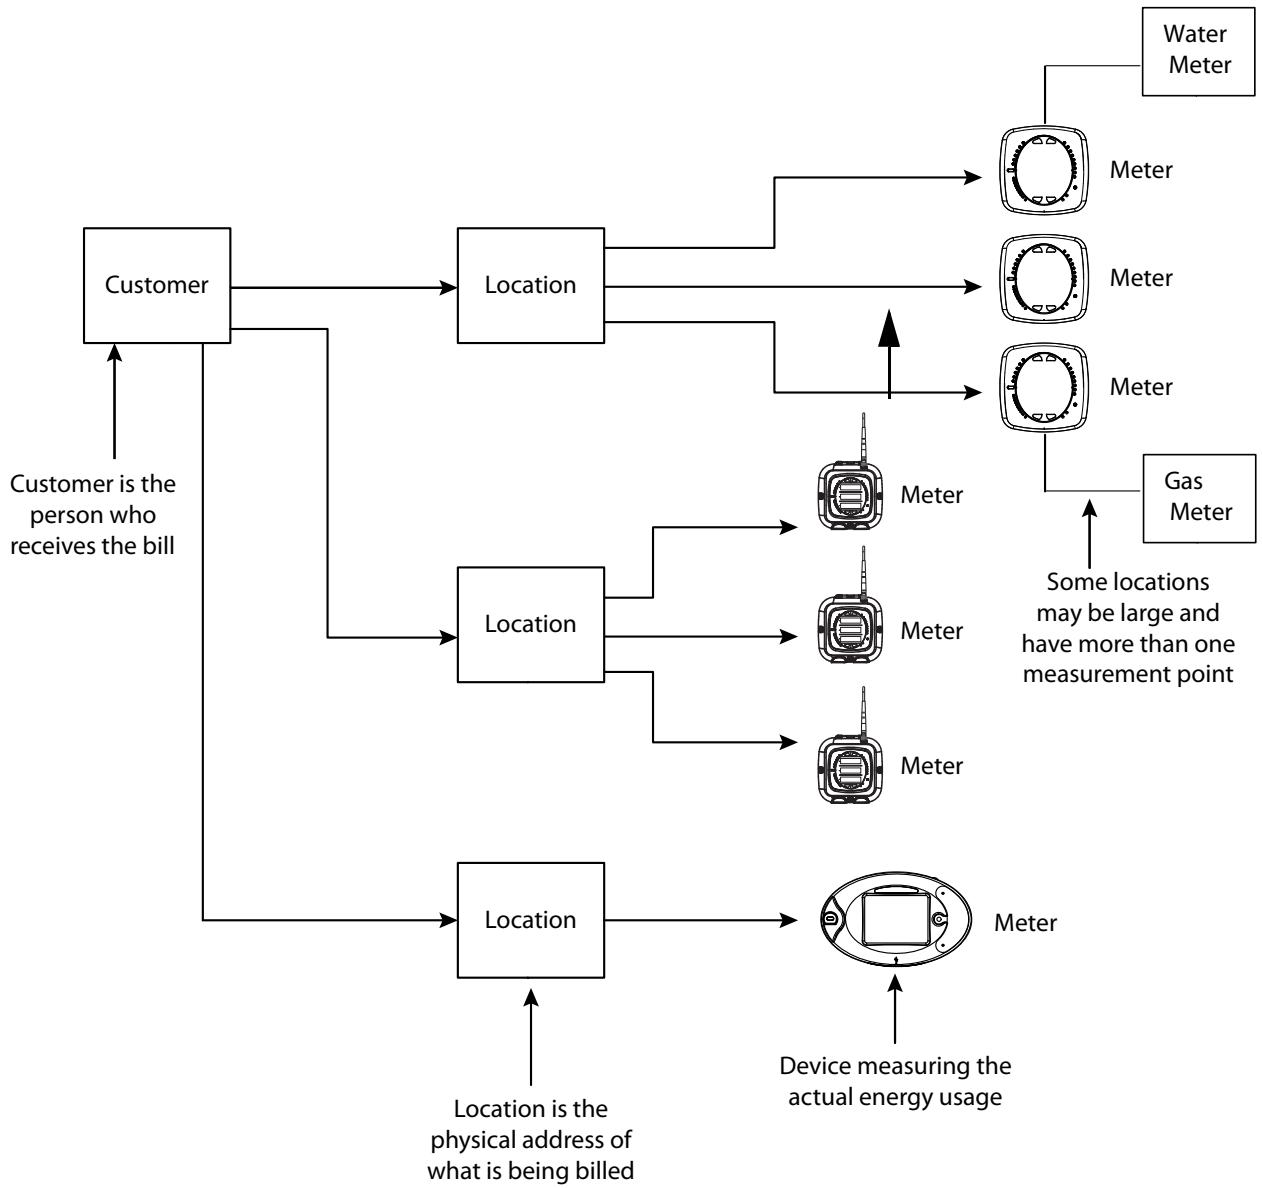 Water
Meter
Meter
Customer
Location
Meter
Meter
Customer is the
person who
receives the bill
Meter
Gas
Meter
Some locations
may be large and
have more than one
measurement point
Location
Meter
Meter
Location
Meter
Device measuring the
actual energy usage
Location is the
physical address of
what is being billed